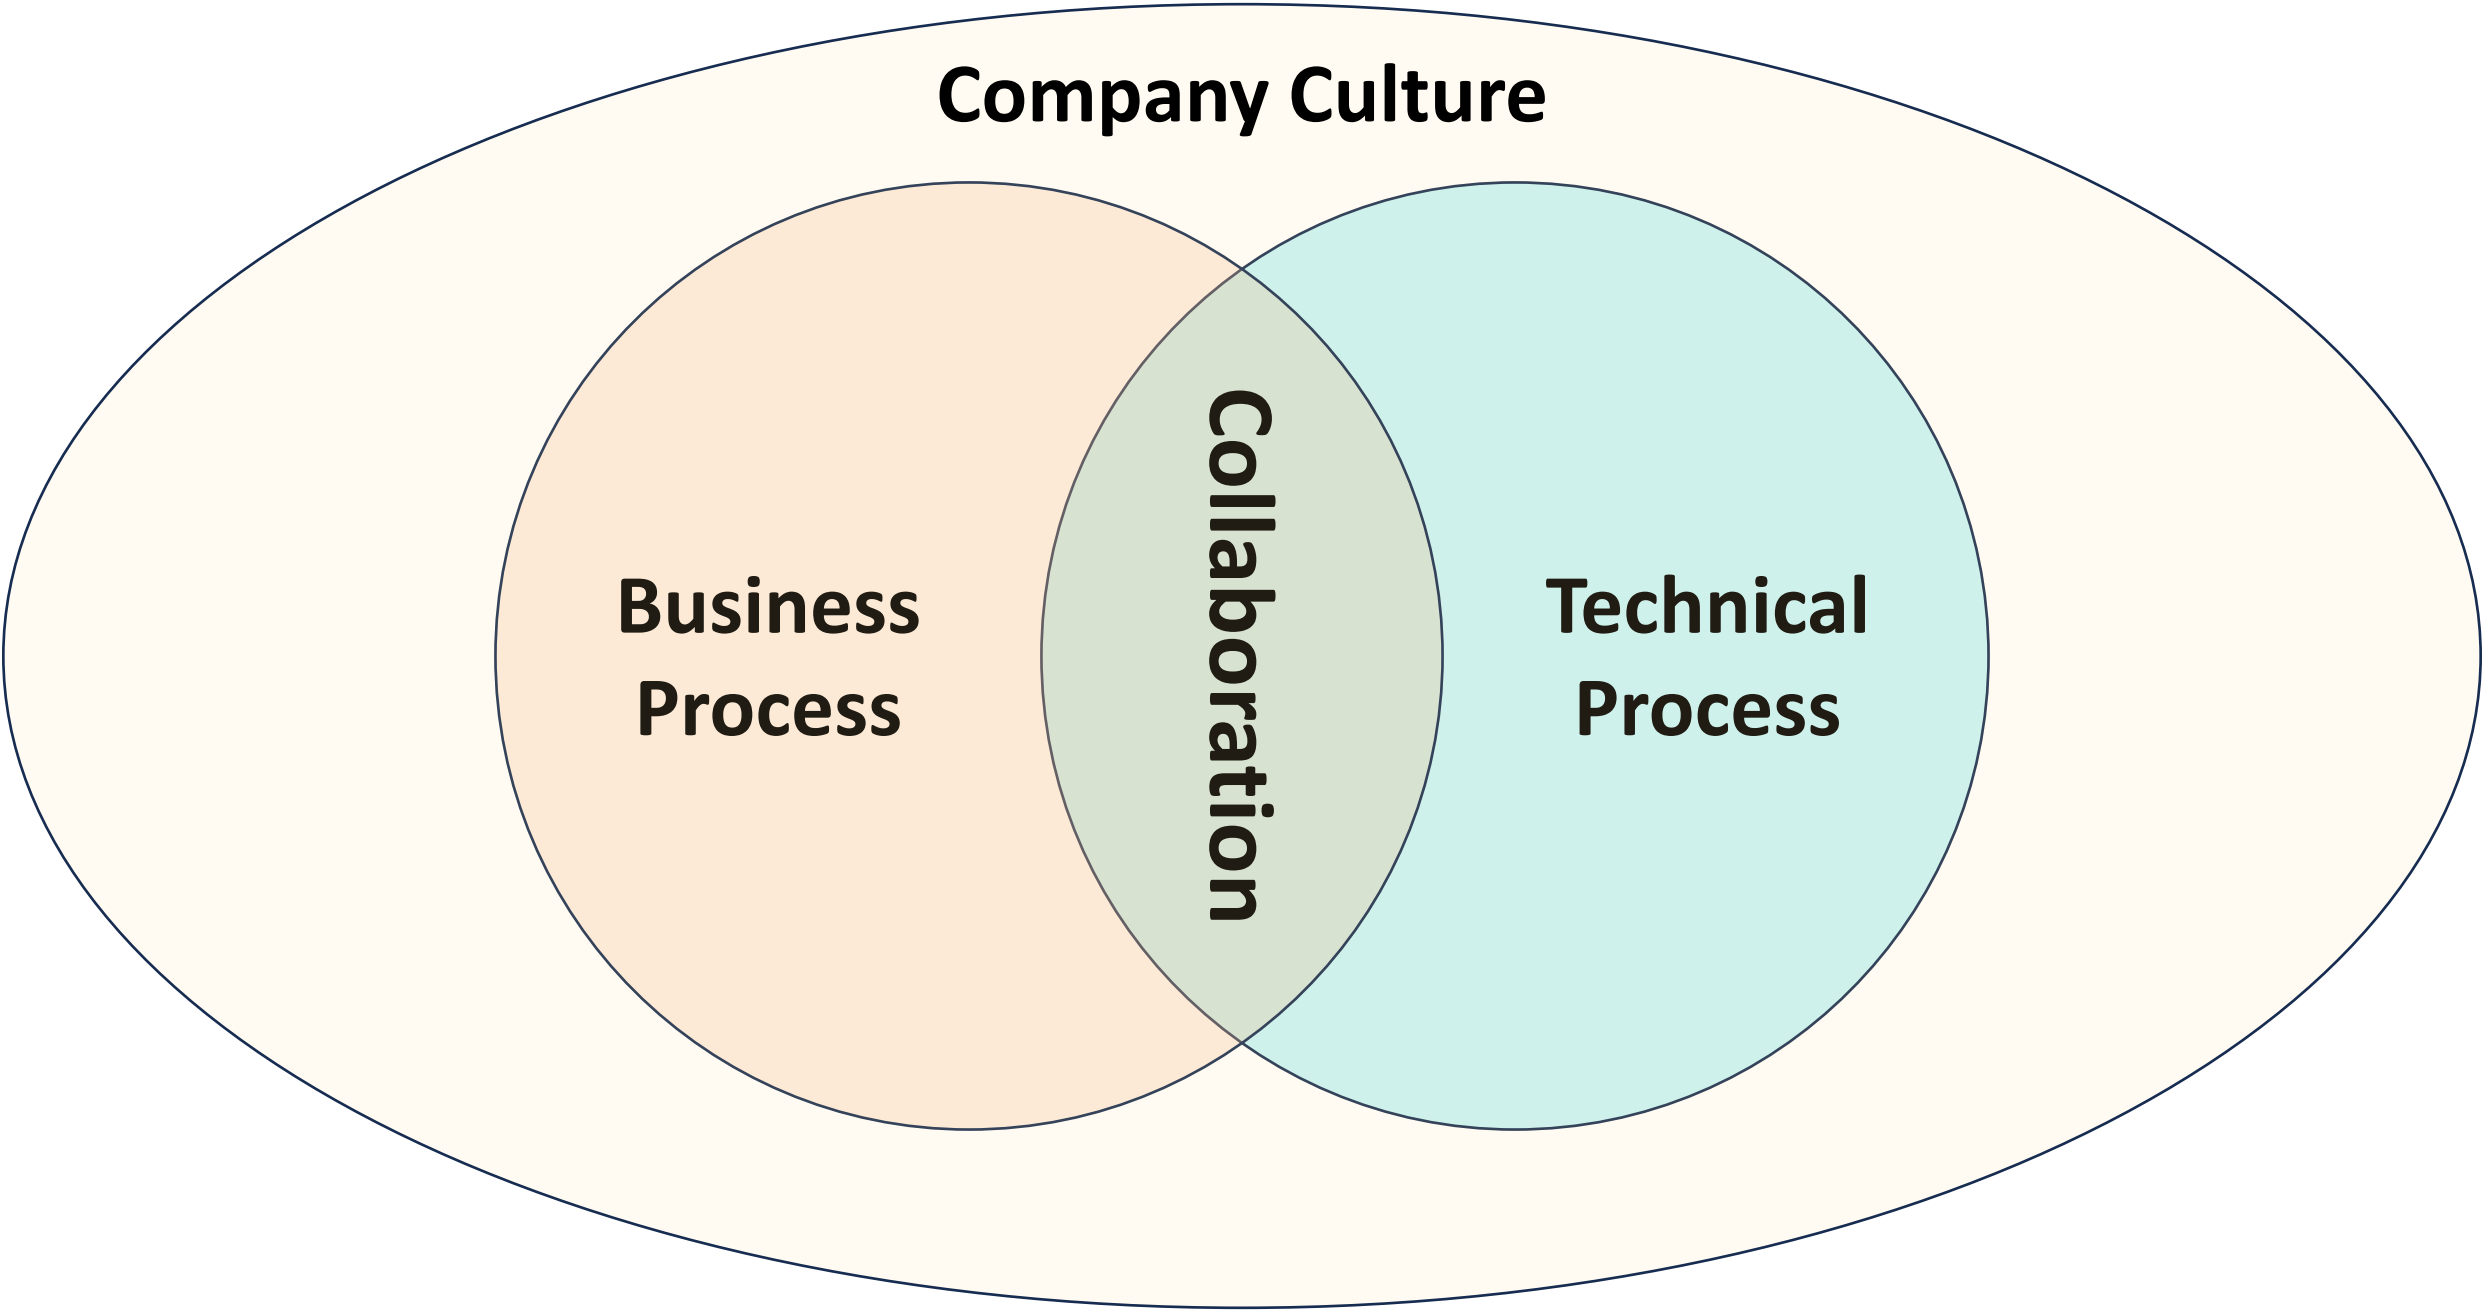 Company Culture
Business
Process
Collaboration
Technical
Process